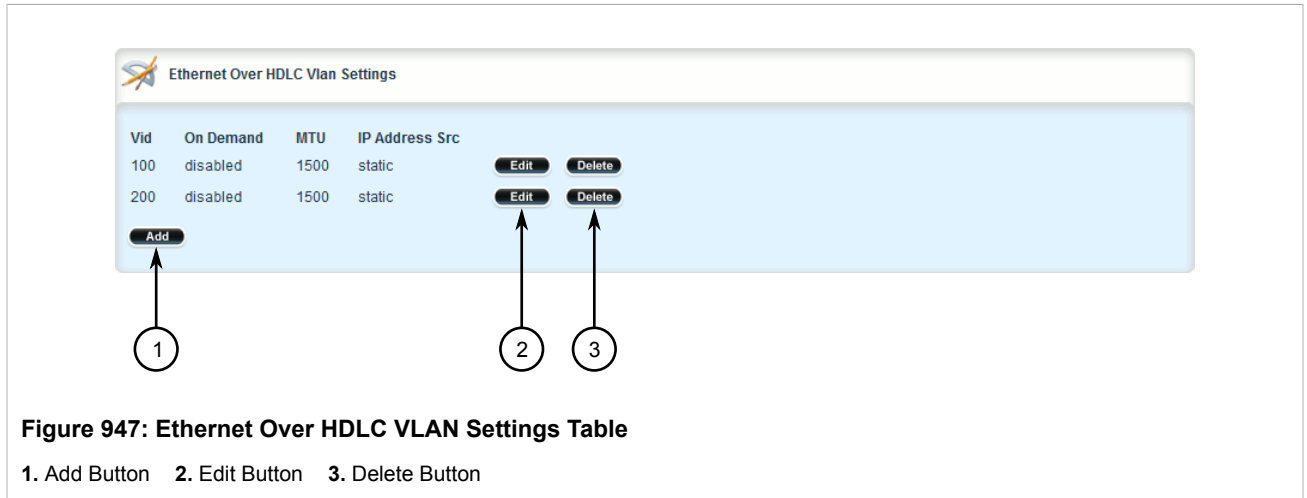 Ethernet Over HDLC Vlan Settings
Vid On Demand MTU IP Address Src
100 disabled 1500 static Edit Delete
200 disabled 1500 static Edit Delete
Add
1 2 3
Figure 947: Ethernet Over HDLC VLAN Settings Table
1. Add Button 2. Edit Button 3. Delete Button